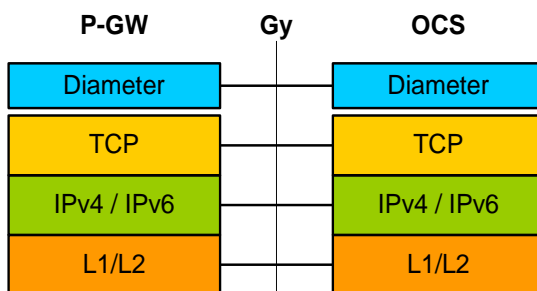 P-GW Gy OCS
Diameter Diameter
TCP TCP
IPv4 / IPv6 IPv4 / IPv6
L1/L2 L1/L2